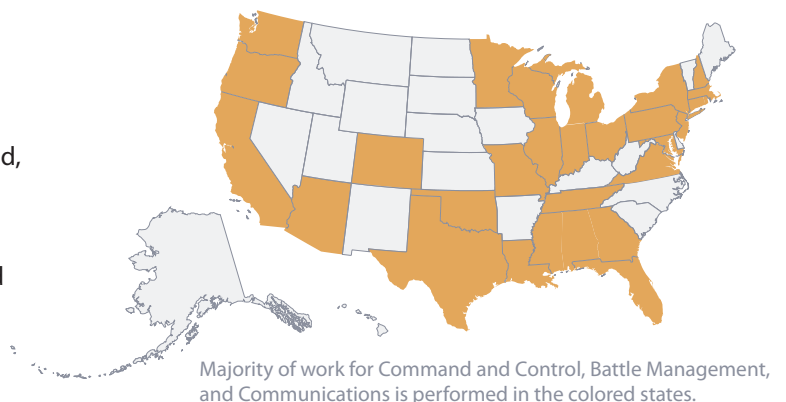 d,
d
Majority of work for Command and Control, Battle Management,
and Communications is performed in the colored states.